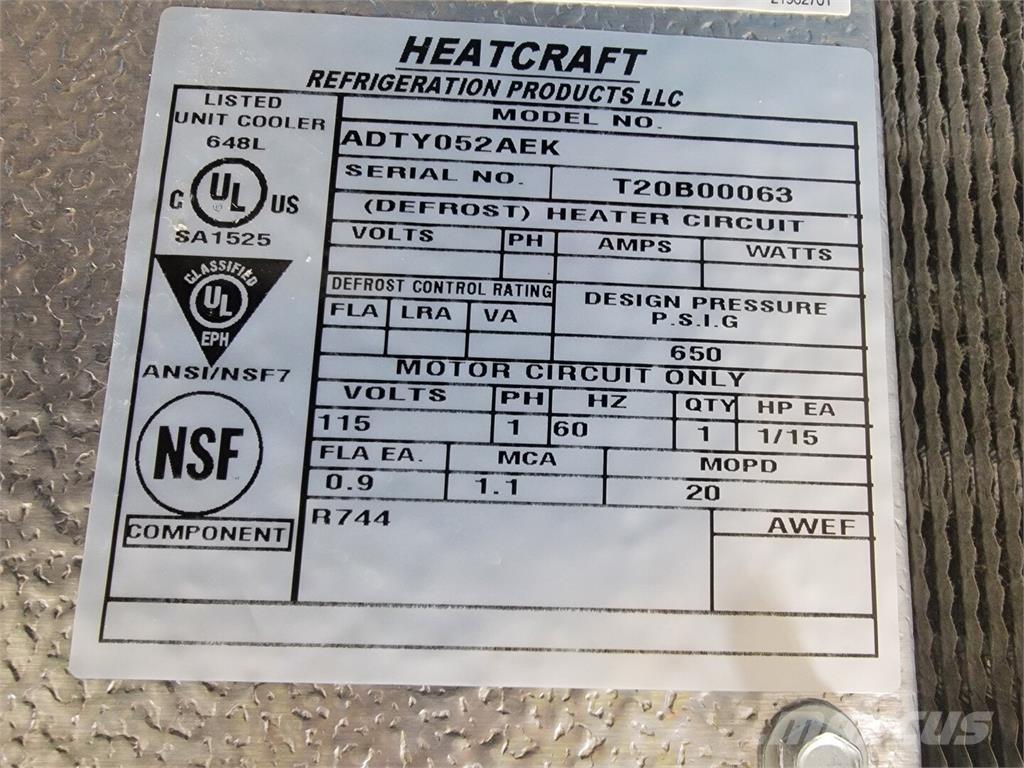 HEATCRAFT
REFRIGERATION PRODUCTS LLC
LISTED
UNIT COOLER
648L
C UL US
SA1525
CLASSIFIED
UL
EPH
ANSI/NSF7
NSF
COMPONENT
MODEL NO.
ADTY052AEK
SERIAL NO. T20B00063
(DEFROST) HEATER CIRCUIT
VOLTS PH AMPS WATTS
DEFROST CONTROL RATING
FLA LRA VA
DESIGN PRESSURE
P.S.I.G
650
MOTOR CIRCUIT ONLY
VOLTS PH HZ QTY HP EA
115 1 60 1 1/15
FLA EA. MCA MOPD
0.9 1.1 20
R744
AWEF
MASCUS